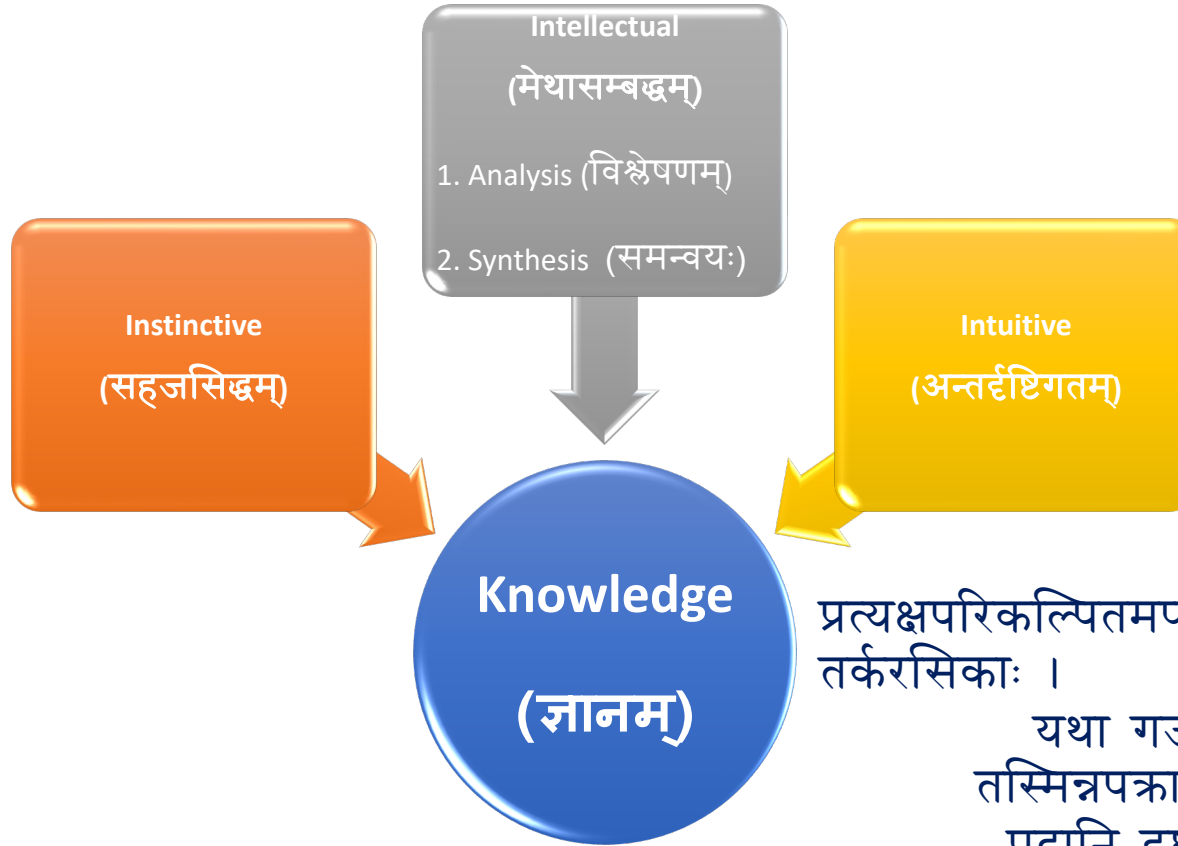 Intellectual
(मेथासम्बद्धम्)
1. Analysis (विश्लेषणम्)
2. Synthesis (समन्वयः)
Instinctive
(सहजसिद्धम्)
Intuitive
(अन्तर्दृष्टिगतम्)
Knowledge
(ज्ञानम्)
तर्करसिकाः ।
यथा